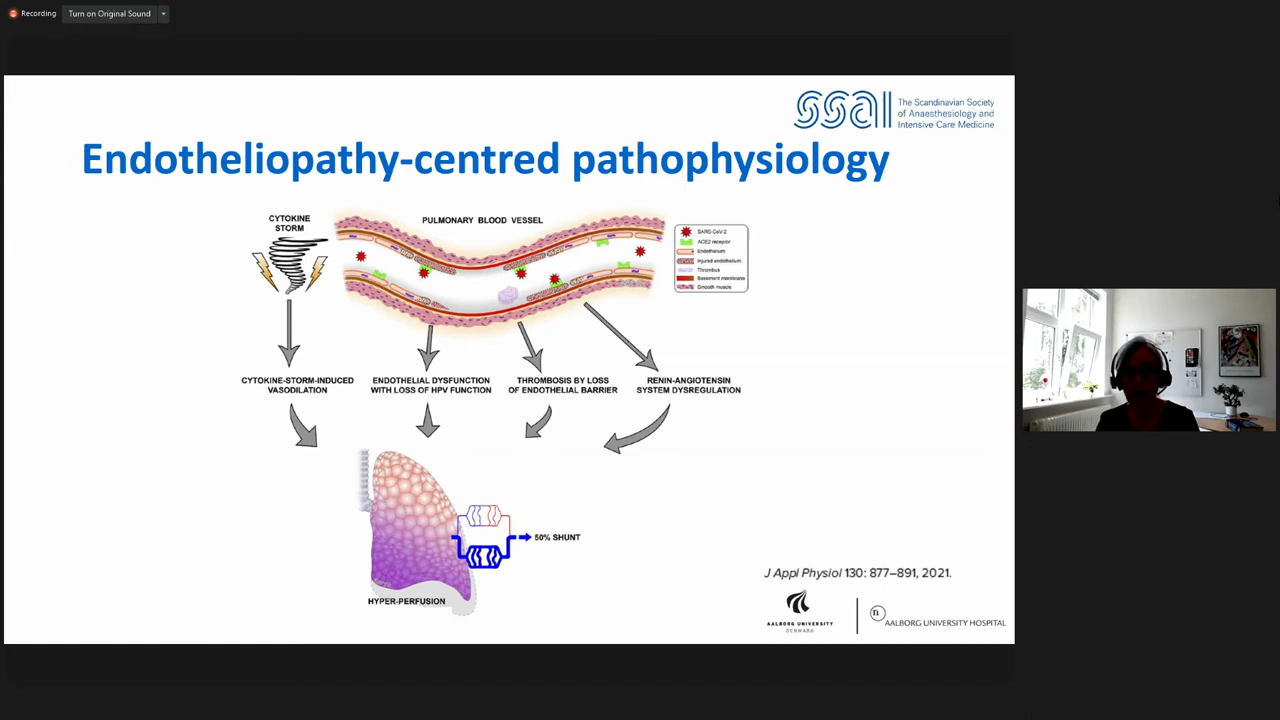 Recording
Turn on Original Sound
ssai
The Scandinavian Society
of Anaesthesiology and
Intensive Care Medicine
Endotheliopathy-centred pathophysiology
CYTOKINE
STORM
PULMONARY BLOOD VESSEL
SARS-CoV-2
ACE2 receptor
Endothelium
Injured endothelium
Thrombus
Basement membrane
Smooth muscle
CYTOKINE-STORM-INDUCED
VASODILATION
ENDOTHELIAL DYSFUNCTION
WITH LOSS OF HPV FUNCTION
THROMBOSIS BY LOSS
OF ENDOTHELIAL BARRIER
RENIN-ANGIOTENSIN
SYSTEM DYSREGULATION
50% SHUNT
HYPER-PERFUSION
J Appl Physiol 130: 877–891, 2021.
AALBORG UNIVERSITY
DENMARK
n
AALBORG UNIVERSITY HOSPITAL